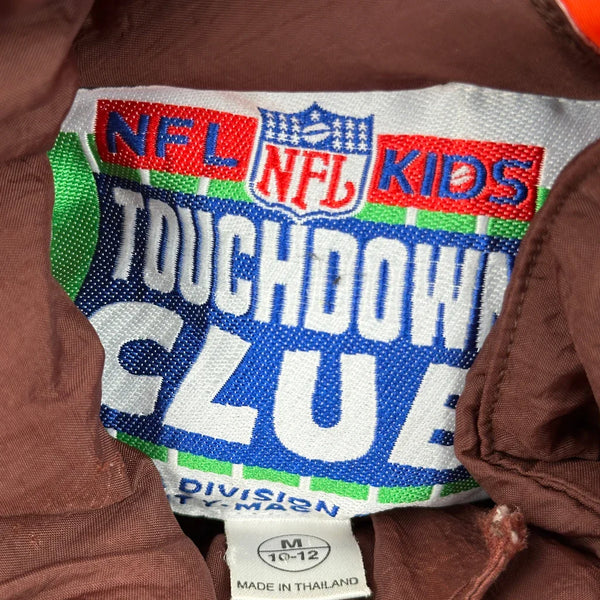 NFL NFL KIDS
TOUCHDOWN
CLUB
DIVISION
M
10-12
MADE IN THAILAND